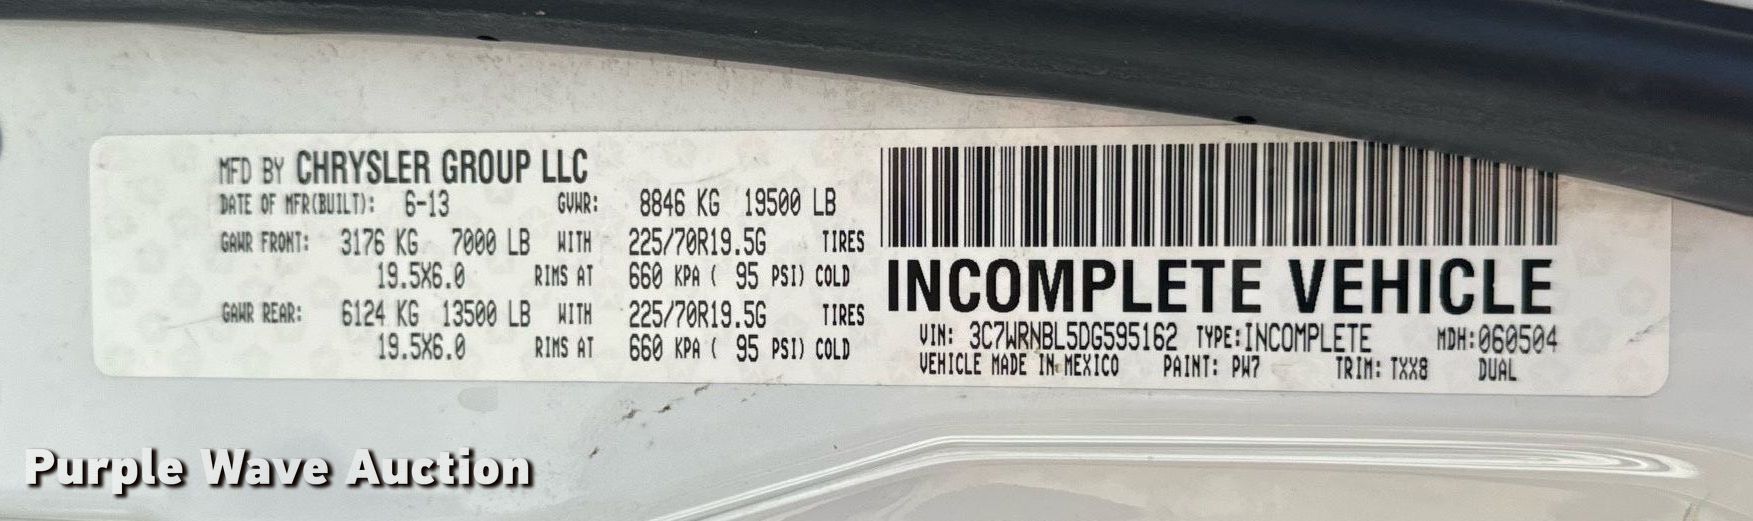 MFD BY CHRYSLER GROUP LLC
DATE OF MFR(BUILT): 6-13 GVWR: 8846 KG 19500 LB
GAWR FRONT: 3176 KG 7000 LB WITH 225/70R19.5G TIRES
19.5X6.0 RIMS AT 660 KPA ( 95 PSI) COLD
GAWR REAR: 6124 KG 13500 LB WITH 225/70R19.5G TIRES
19.5X6.0 RIMS AT 660 KPA ( 95 PSI) COLD
INCOMPLETE VEHICLE
VIN: 3C7WRNBL5DG595162 TYPE:INCOMPLETE MDH:060504
VEHICLE MADE IN MEXICO PAINT: PW7 TRIM: TXX8 DUAL
Purple Wave Auction